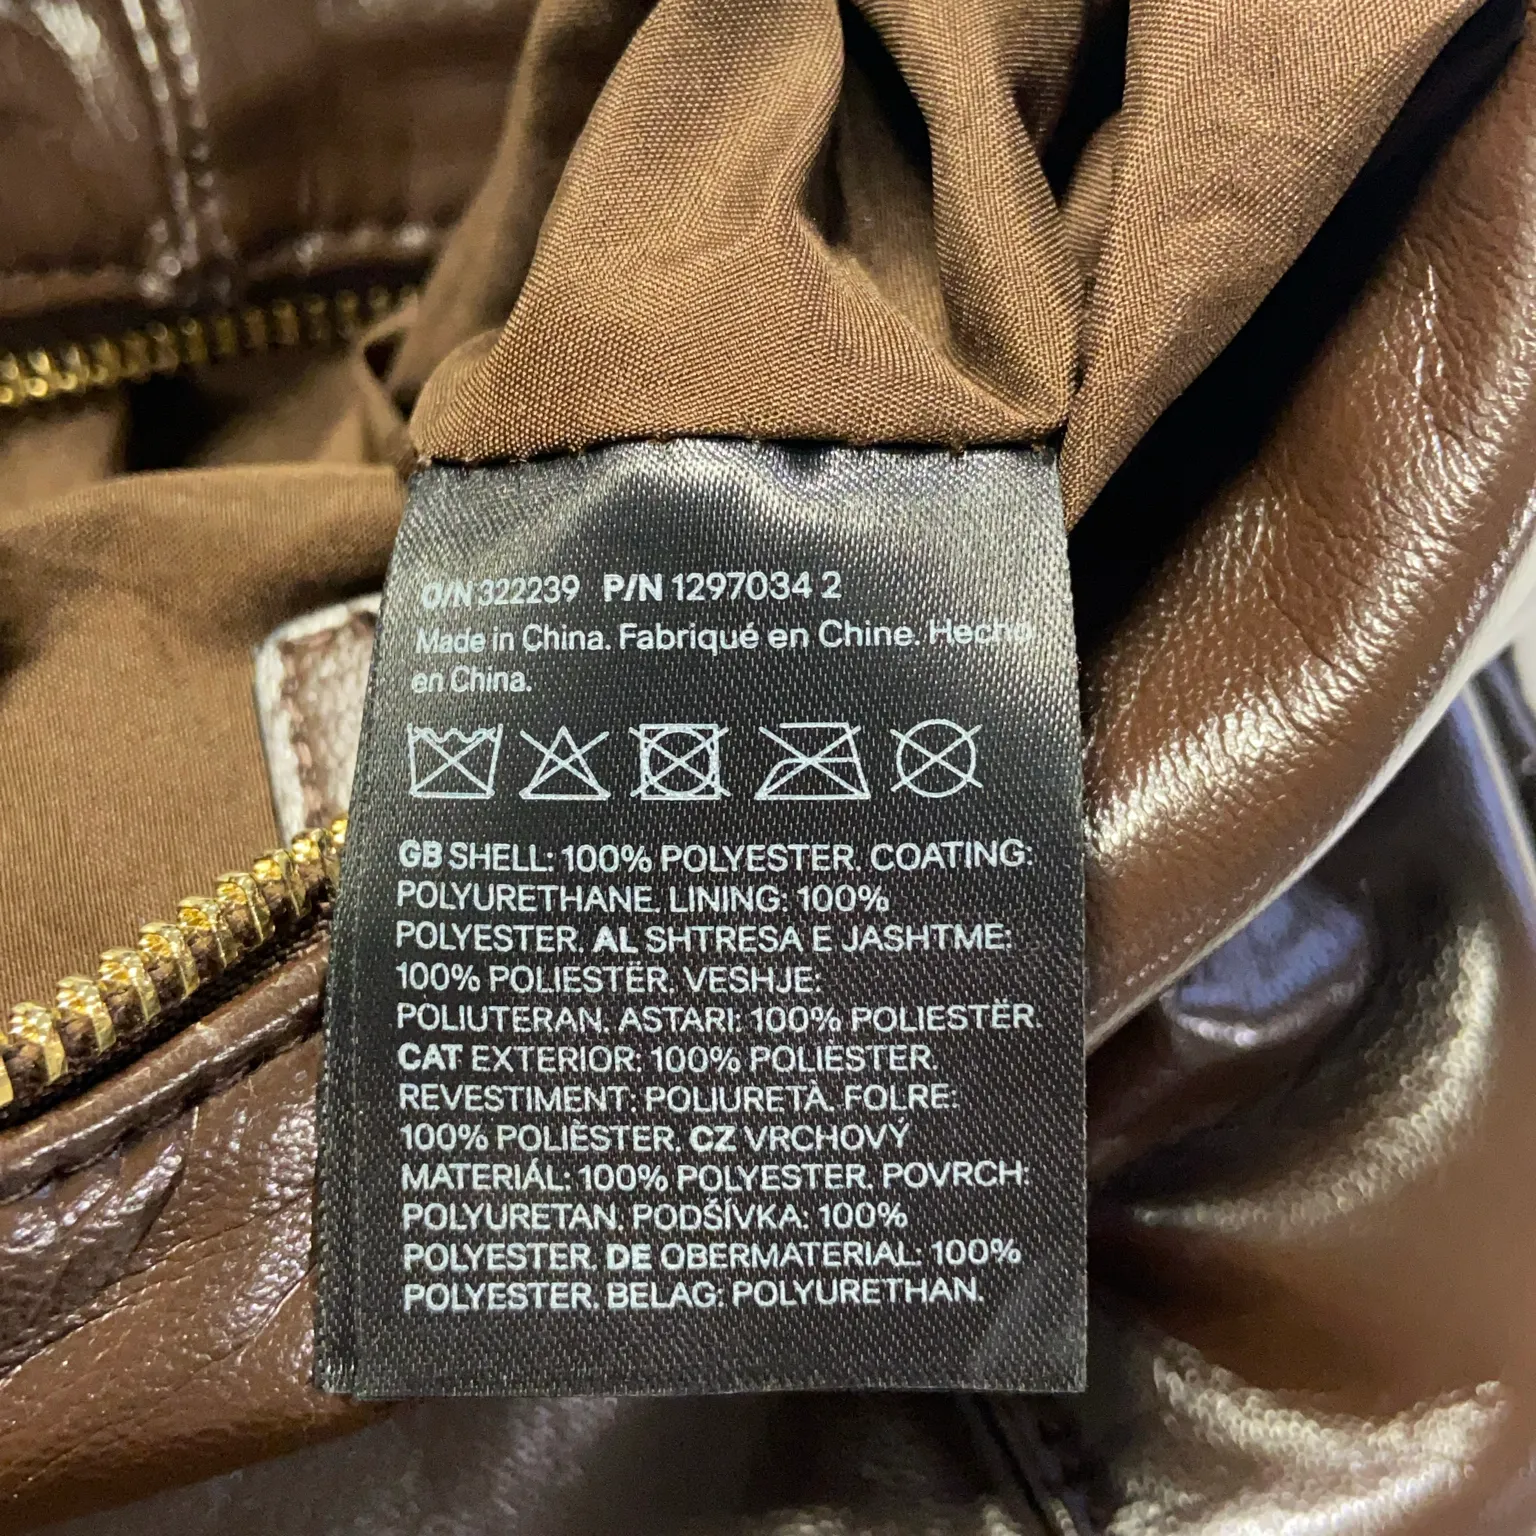 O/N 322239 P/N 1297034 2
Made in China. Fabriqué en Chine. Hecho
en China.
GB SHELL: 100% POLYESTER. COATING:
POLYURETHANE. LINING: 100%
POLYESTER. AL SHTRESA E JASHTME:
100% POLIESTËR. VESHJE:
POLIUTERAN. ASTARI: 100% POLIESTËR.
CAT EXTERIOR: 100% POLIÈSTER.
REVESTIMENT: POLIURETÀ. FOLRE:
100% POLIÈSTER. CZ VRCHOVÝ
MATERIÁL: 100% POLYESTER. POVRCH:
POLYURETAN. PODŠÍVKA: 100%
POLYESTER. DE OBERMATERIAL: 100%
POLYESTER. BELAG: POLYURETHAN.